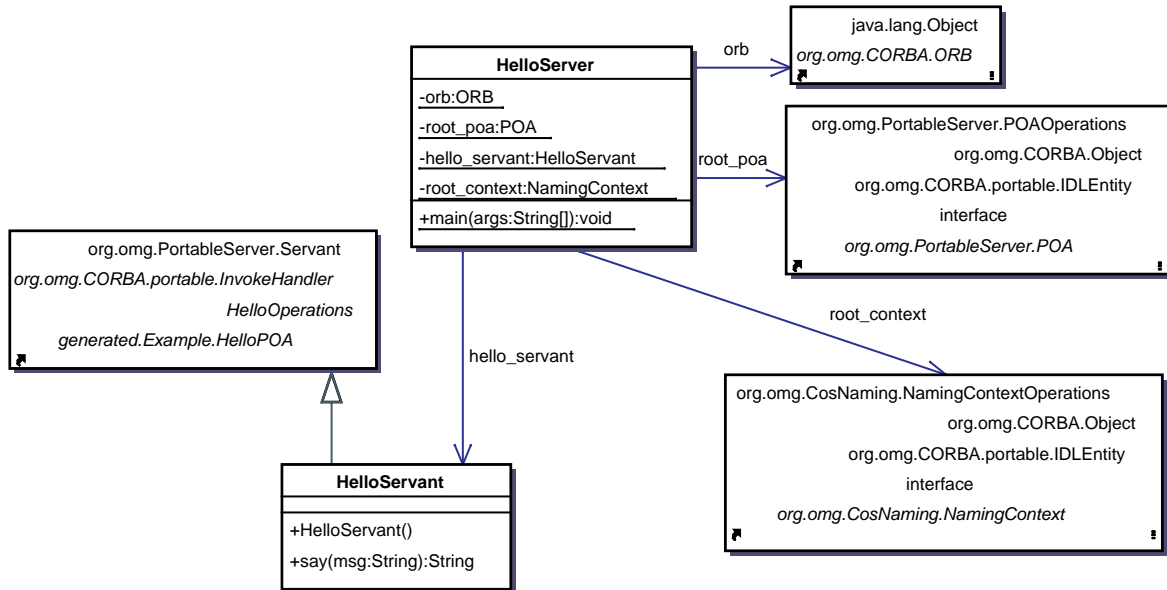 java.lang.Object
org.omg.CORBA.ORB
orb
HelloServer
-orb:ORB
-root_poa:POA
-hello_servant:HelloServant
-root_context:NamingContext
+main(args:String[]):void
root_poa
org.omg.PortableServer.POAOperations
org.omg.CORBA.Object
org.omg.CORBA.portable.IDLEntity
interface
org.omg.PortableServer.POA
org.omg.PortableServer.Servant
org.omg.CORBA.portable.InvokeHandler
HelloOperations
generated.Example.HelloPOA
root_context
hello_servant
org.omg.CosNaming.NamingContextOperations
org.omg.CORBA.Object
org.omg.CORBA.portable.IDLEntity
interface
org.omg.CosNaming.NamingContext
HelloServant
+HelloServant()
+say(msg:String):String